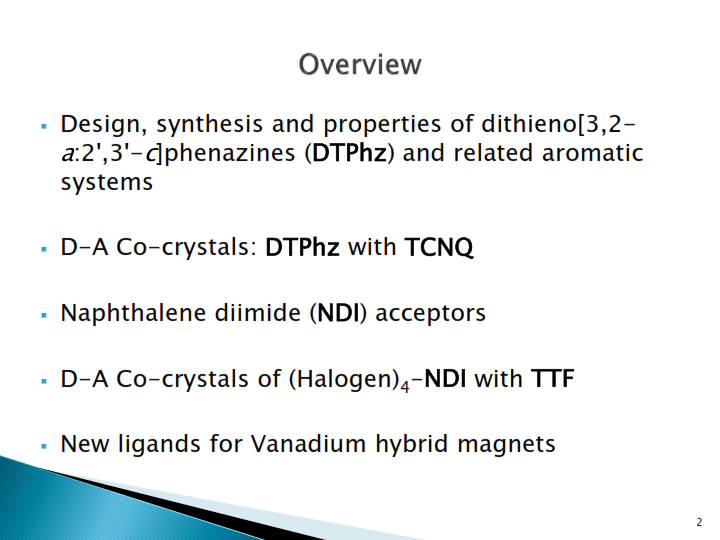 Overview
▪ Design, synthesis and properties of dithieno[3,2-
a:2',3'-c]phenazines (DTPhz) and related aromatic
systems
▪ D-A Co-crystals: DTPhz with TCNQ
▪ Naphthalene diimide (NDI) acceptors
▪ D-A Co-crystals of (Halogen)4-NDI with TTF
▪ New ligands for Vanadium hybrid magnets
2